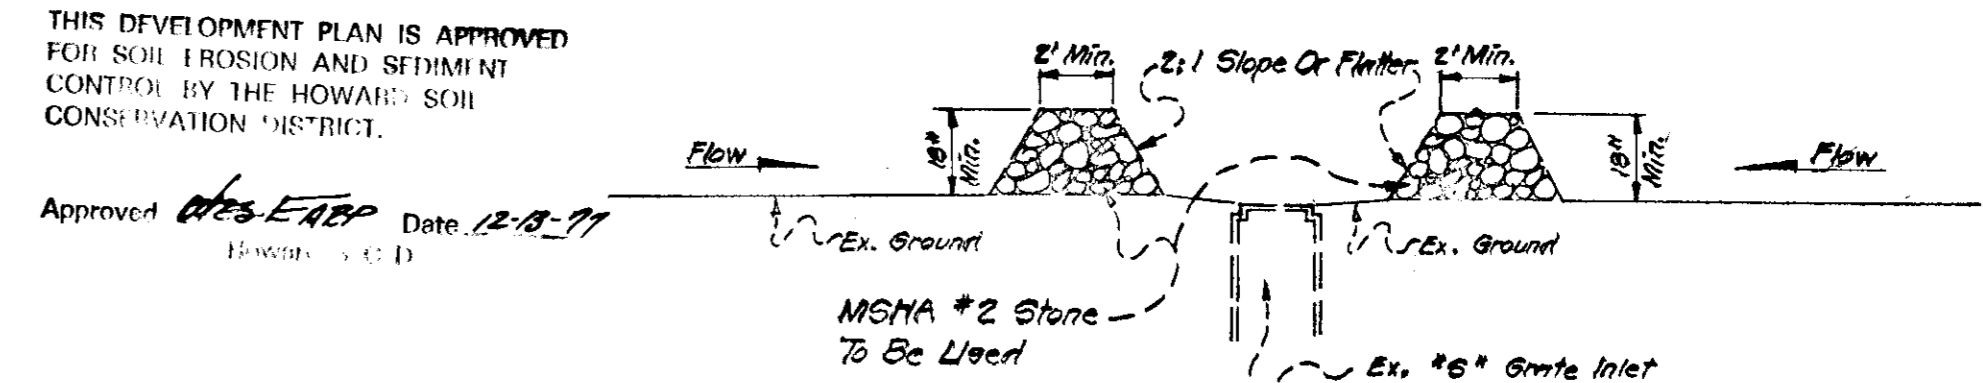 THIS DEVELOPMENT PLAN IS APPROVED
FOR SOIL EROSION AND SEDIMENT
CONTROL BY THE HOWARD SOIL
CONSERVATION DISTRICT.
Approved Date 12-13-77
Howard S.C.D
2' Min.
2:1 Slope Or Flatter
2' Min.
18" Min.
18" Min.
Flow
Flow
Ex. Ground
Ex. Ground
MSHA #2 Stone
To Be Used
Ex. "S" Grate Inlet